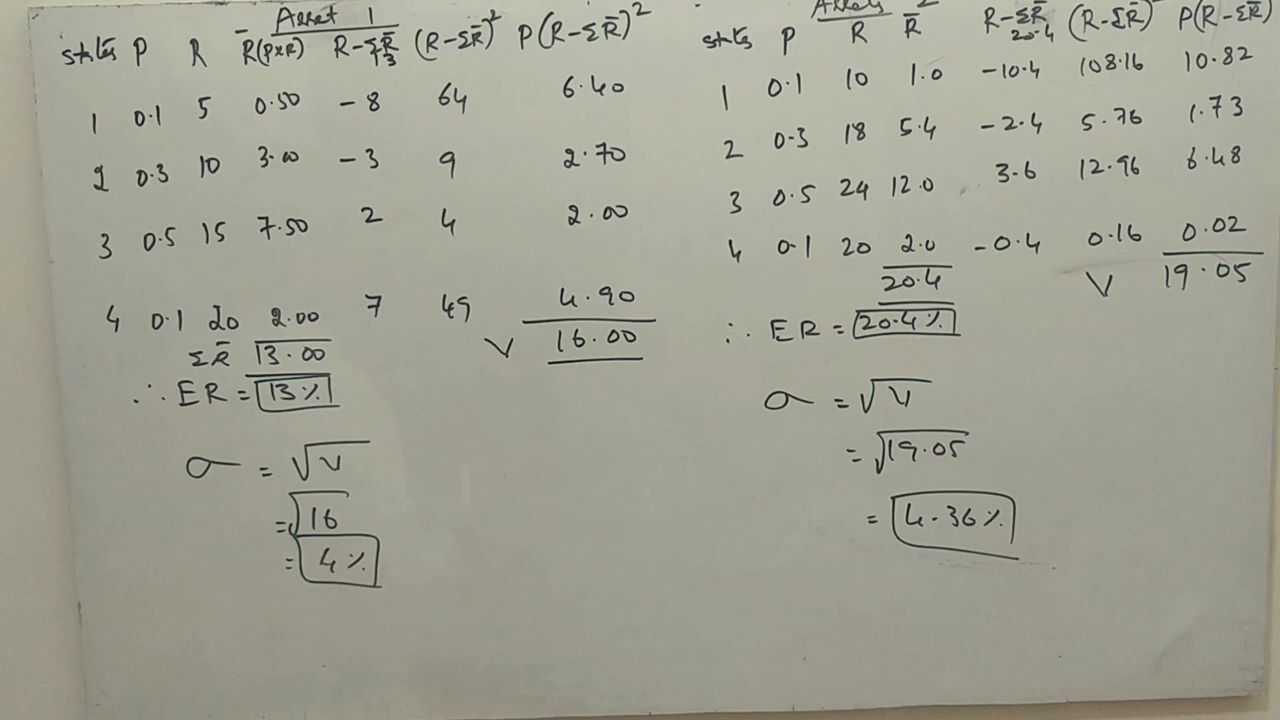 Asset 1
states P R R̄(P×R) R-ΣR̄ 13 (R-ΣR̄)² P(R-ΣR̄)²
1 0.1 5 0.50 -8 64 6.40
2 0.3 10 3.00 -3 9 2.70
3 0.5 15 7.50 2 4 2.00
4 0.1 20 2.00 7 49 4.90
ΣR̄ 13.00 V 16.00
∴ ER = 13%
σ = √V
= √16
= 4%
2
states P R R̄ R-ΣR̄ 20.4 (R-ΣR̄)² P(R-ΣR̄)
1 0.1 10 1.0 -10.4 108.16 10.82
2 0.3 18 5.4 -2.4 5.76 1.73
3 0.5 24 12.0 3.6 12.96 6.48
4 0.1 20 2.0 -0.4 0.16 0.02
20.4 V 19.05
∴ ER = 20.4%
σ = √V
= √19.05
= 4.36%